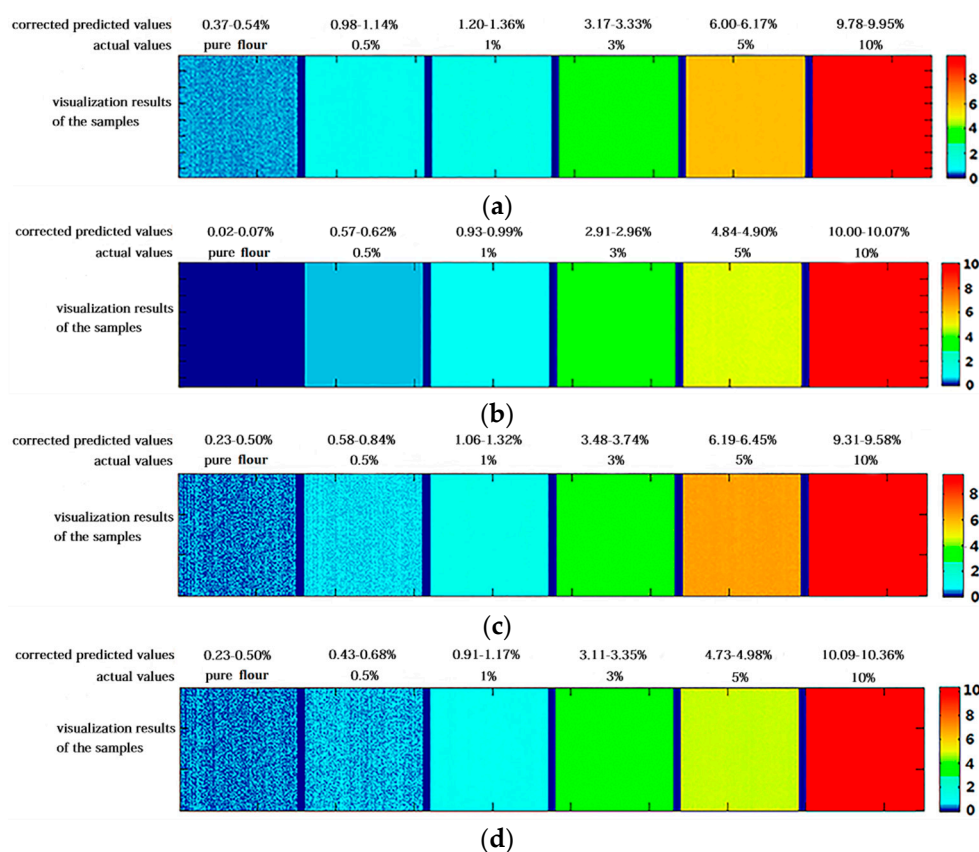 corrected predicted values 0.37-0.54% 0.98-1.14% 1.20-1.36% 3.17-3.33% 6.00-6.17% 9.78-9.95%
actual values pure flour 0.5% 1% 3% 5% 10%
visualization results
of the samples
8
6
4
2
0
(a)
corrected predicted values 0.02-0.07% 0.57-0.62% 0.93-0.99% 2.91-2.96% 4.84-4.90% 10.00-10.07%
actual values pure flour 0.5% 1% 3% 5% 10%
visualization results
of the samples
10
8
6
4
2
0
(b)
corrected predicted values 0.23-0.50% 0.58-0.84% 1.06-1.32% 3.48-3.74% 6.19-6.45% 9.31-9.58%
actual values pure flour 0.5% 1% 3% 5% 10%
visualization results
of the samples
8
6
4
2
0
(c)
corrected predicted values 0.23-0.50% 0.43-0.68% 0.91-1.17% 3.11-3.35% 4.73-4.98% 10.09-10.36%
actual values pure flour 0.5% 1% 3% 5% 10%
visualization results
of the samples
10
8
6
4
2
0
(d)